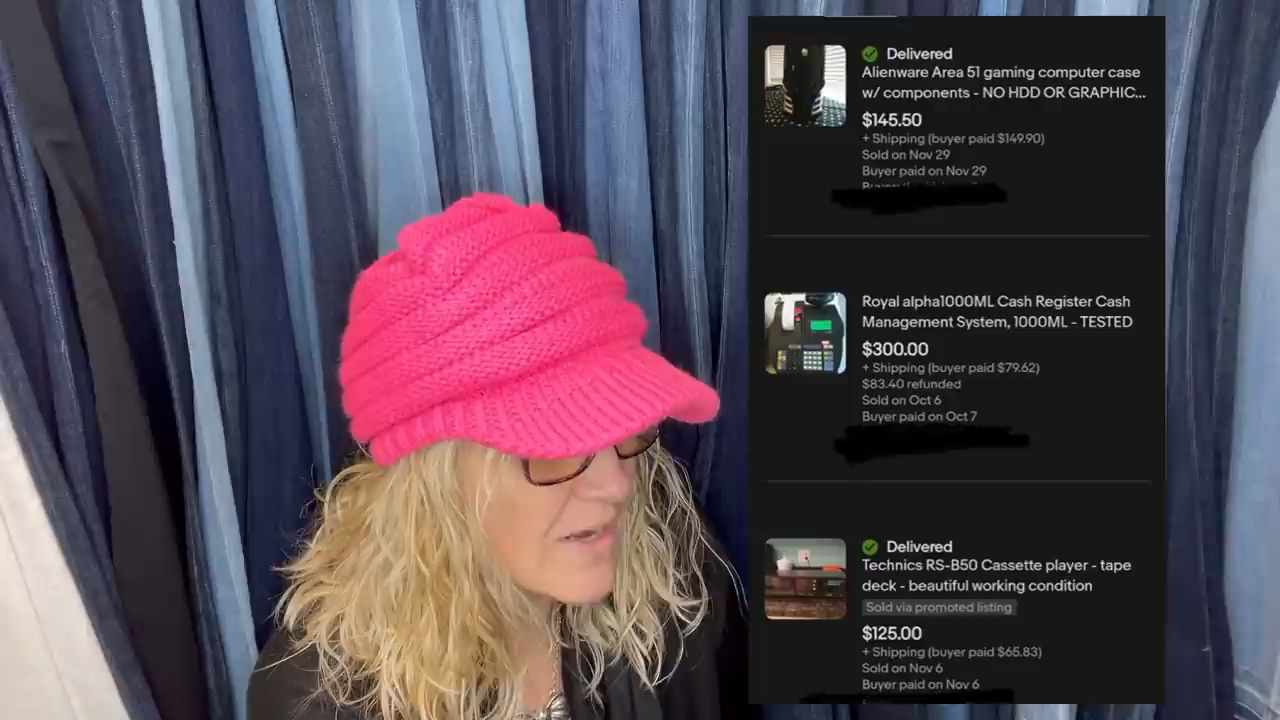 Delivered
Alienware Area 51 gaming computer case
w/ components - NO HDD OR GRAPHIC...
$145.50
+ Shipping (buyer paid $149.90)
Sold on Nov 29
Buyer paid on Nov 29
Royal alpha1000ML Cash Register Cash
Management System, 1000ML - TESTED
$300.00
+ Shipping (buyer paid $79.62)
$83.40 refunded
Sold on Oct 6
Buyer paid on Oct 7
Delivered
Technics RS-B50 Cassette player - tape
deck - beautiful working condition
Sold via promoted listing
$125.00
+ Shipping (buyer paid $65.83)
Sold on Nov 6
Buyer paid on Nov 6